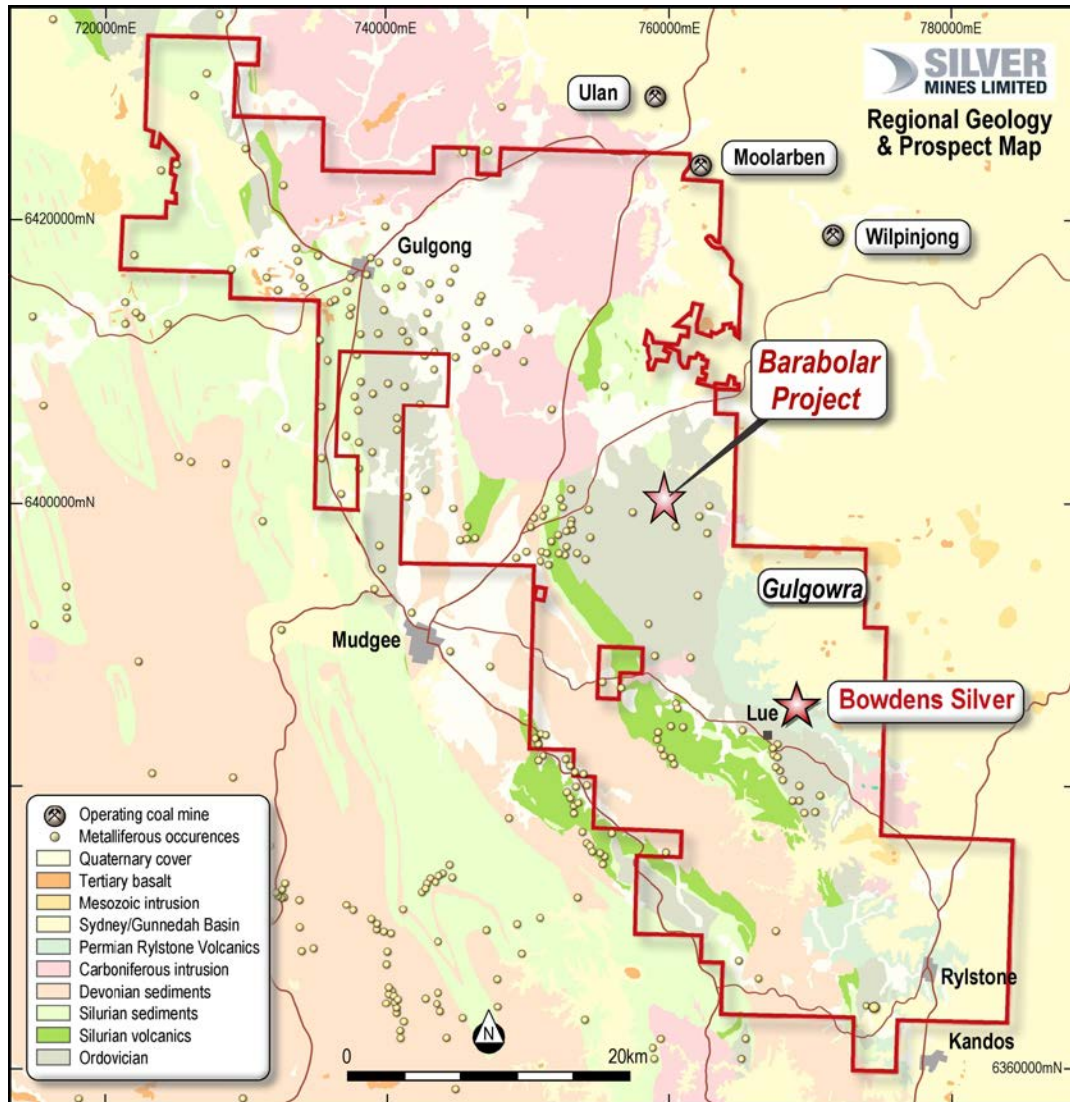 720000mE
740000mE
760000mE
780000mE
SILVER
MINES LIMITED
Regional Geology
& Prospect Map
Ulan
Moolarben
Wilpinjong
6420000mN
Gulgong
Barabolar
Project
6400000mN
Gulgowra
Mudgee
Lue
Bowdens Silver
Operating coal mine
Metalliferous occurences
Quaternary cover
Tertiary basalt
Mesozoic intrusion
Sydney/Gunnedah Basin
Permian Rylstone Volcanics
Carboniferous intrusion
Devonian sediments
Silurian sediments
Silurian volcanics
Ordovician
N
0
20km
Rylstone
Kandos
6360000mN